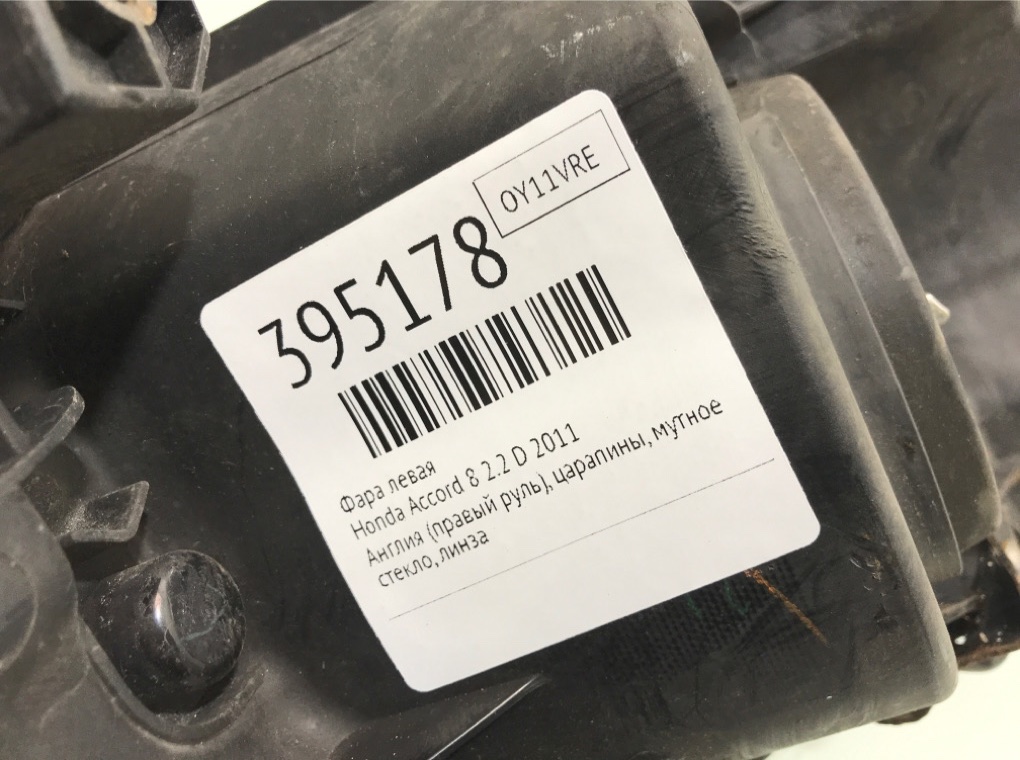 OY11VRE
395178
Фара левая
Honda Accord 8 2.2 D 2011
Англия (правый руль), царапины, мутное
стекло, линза